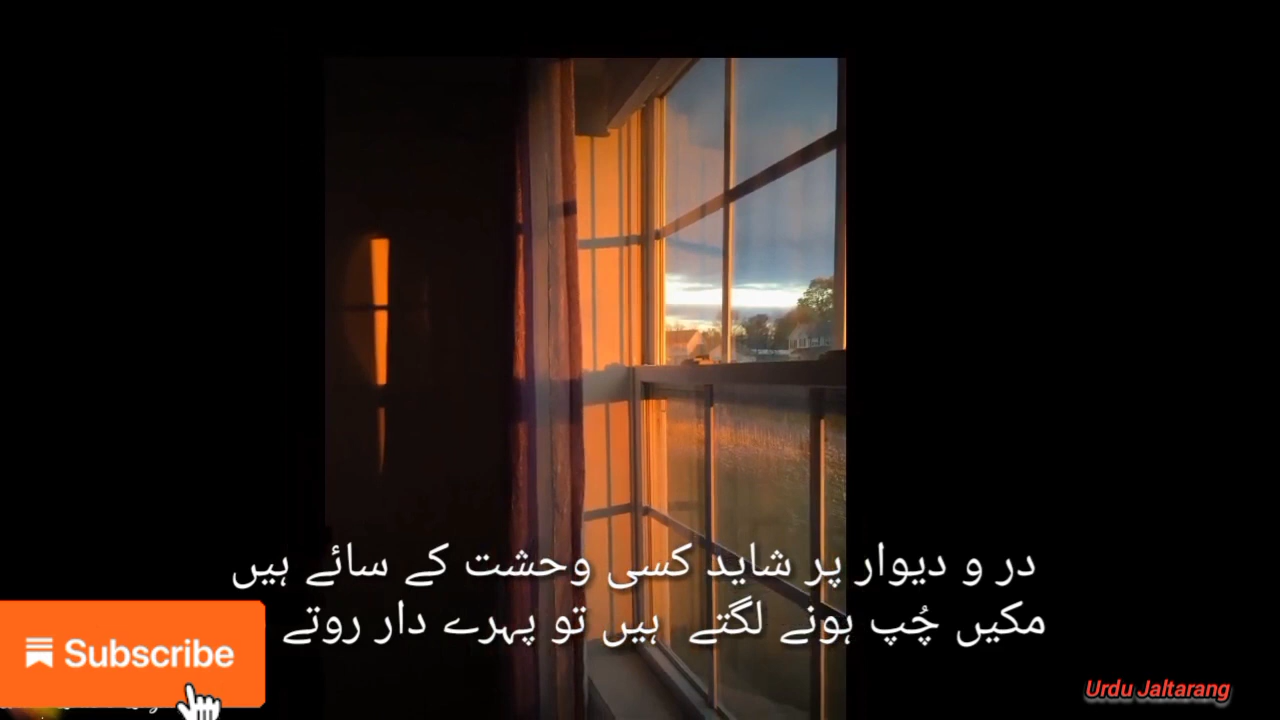 در و دیوار پر شاید کسی وحشت کے سائے ہیں
مکیں چُپ ہونے لگتے ہیں تو پہرے دار روتے
Subscribe
Urdu Jaltarang